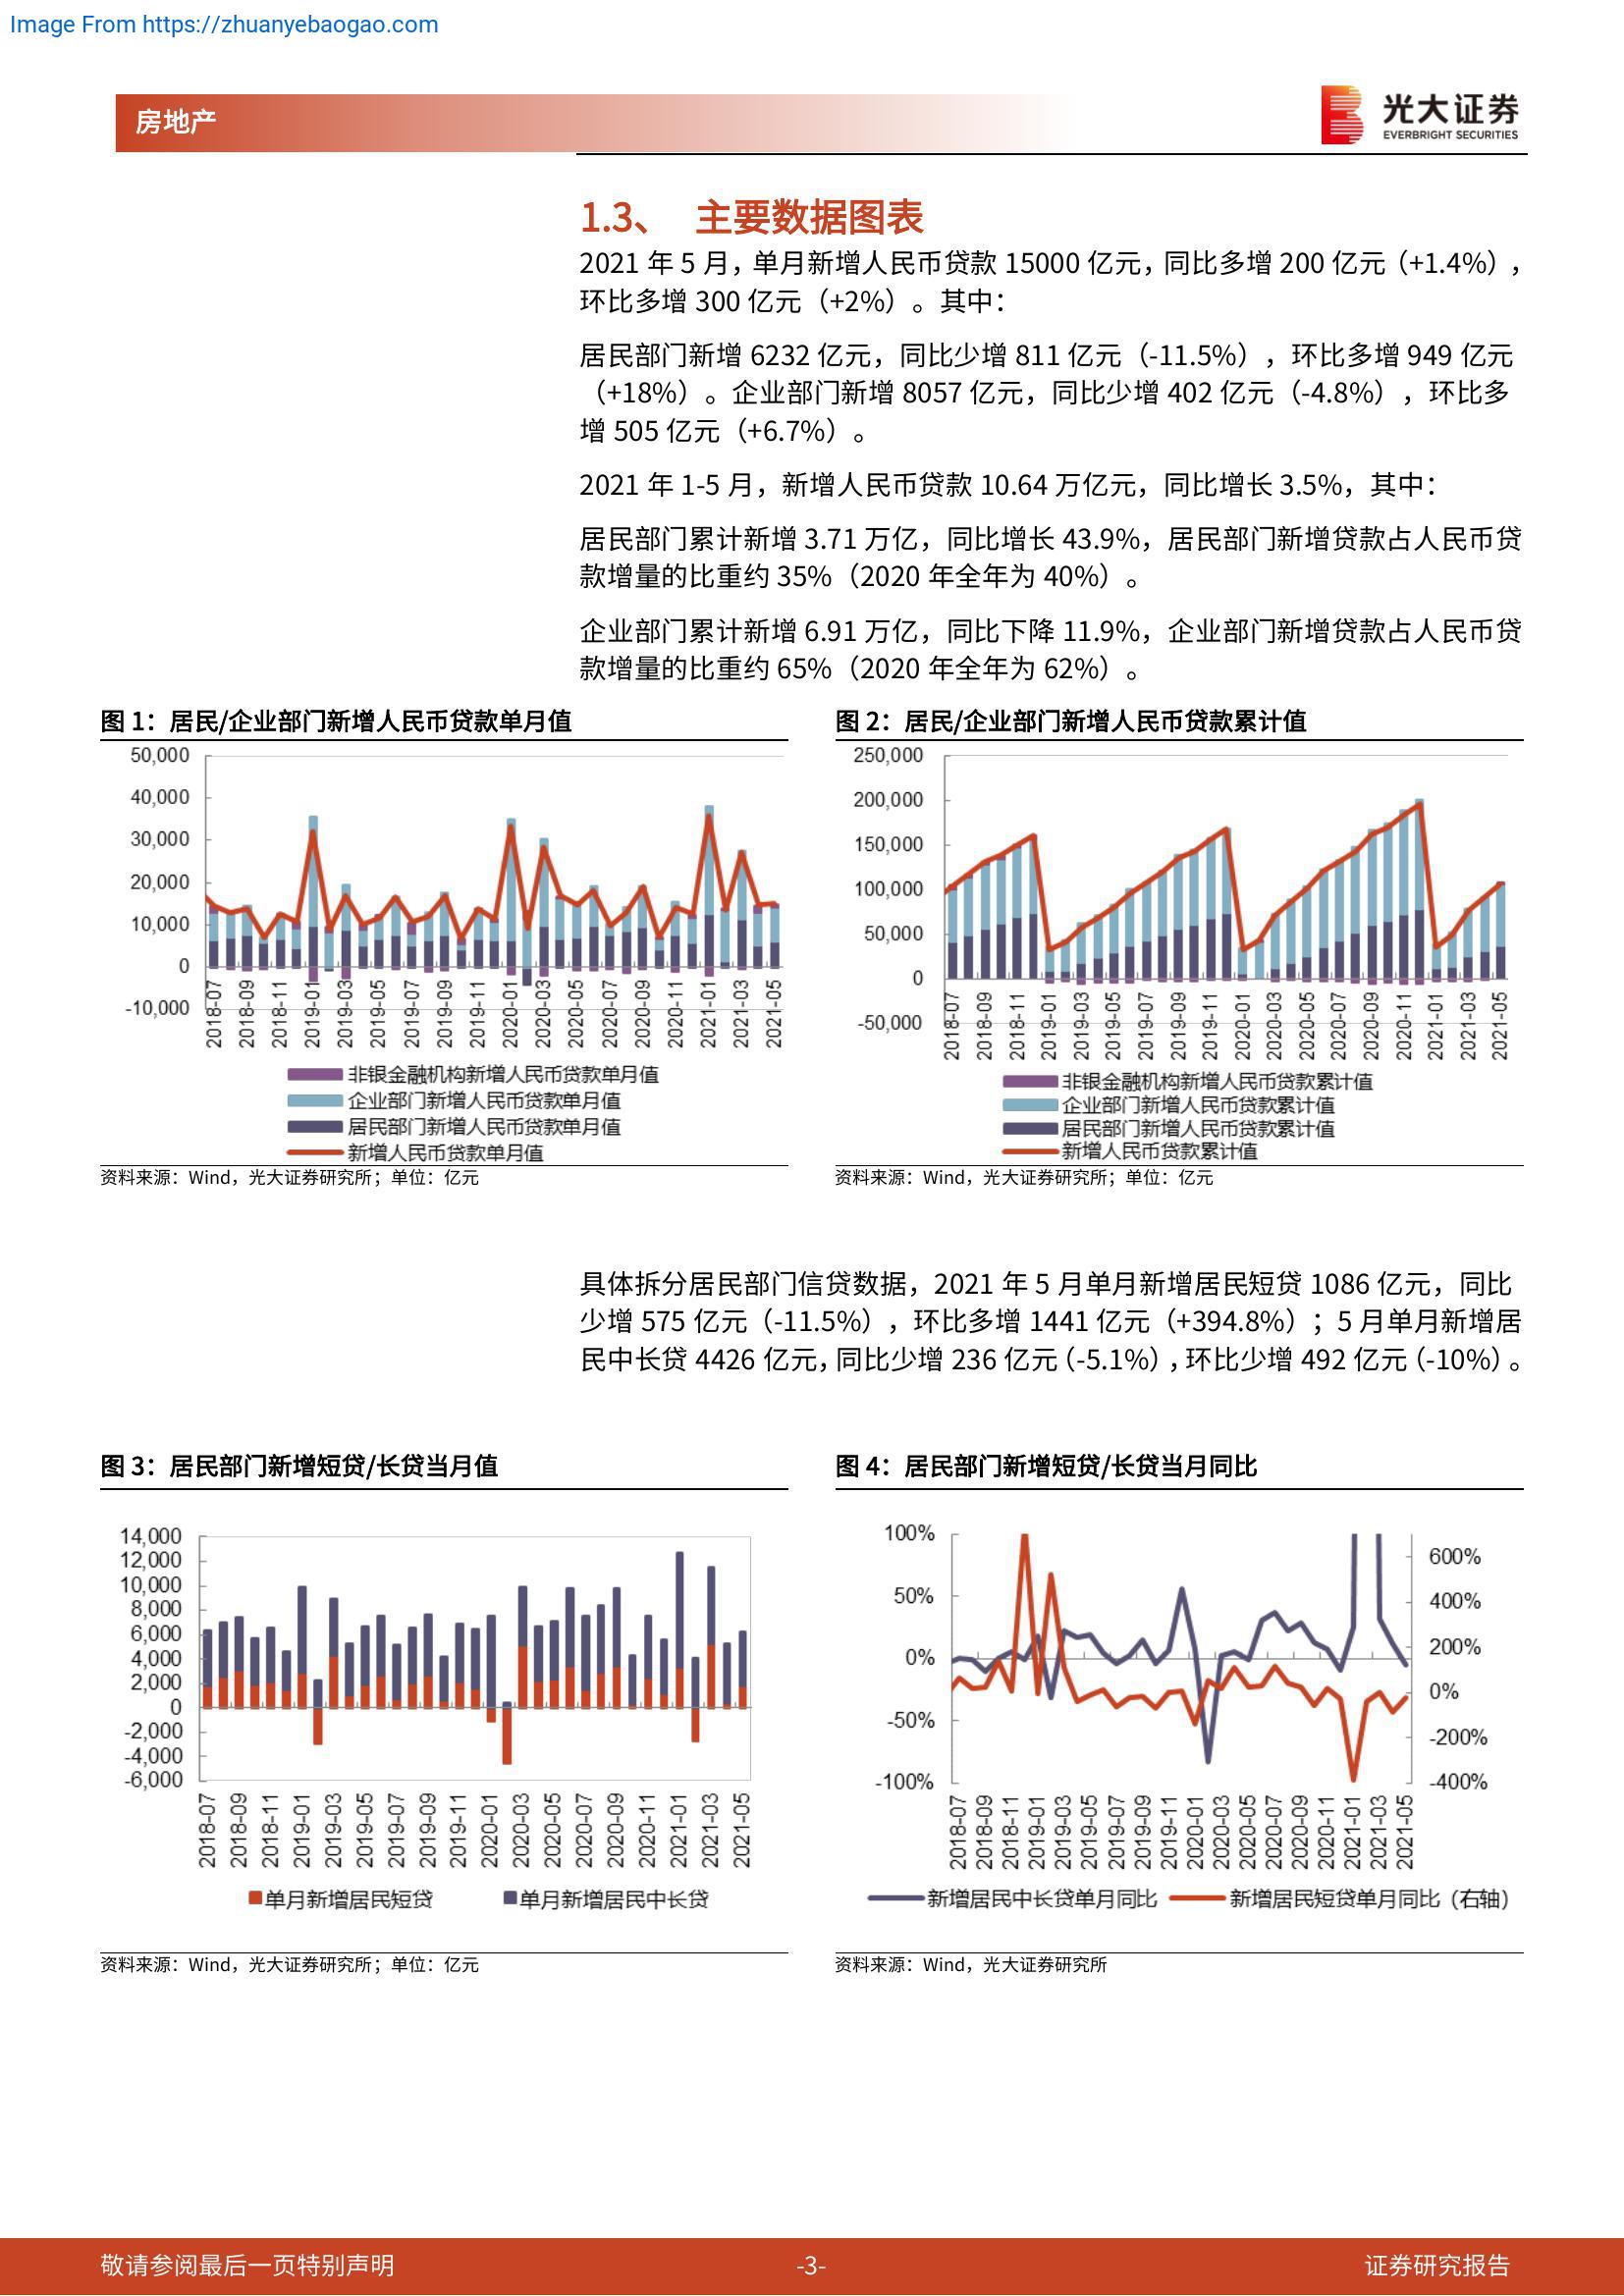 Image From https://zhuanyebaogao.com
房地产
光大证券
EVERBRIGHT SECURITIES
1.3、 主要数据图表
2021 年 5 月，单月新增人民币贷款 15000 亿元，同比多增 200 亿元（+1.4%），
环比多增 300 亿元（+2%）。其中：
居民部门新增 6232 亿元，同比少增 811 亿元（-11.5%），环比多增 949 亿元
（+18%）。企业部门新增 8057 亿元，同比少增 402 亿元（-4.8%），环比多
增 505 亿元（+6.7%）。
2021 年 1-5 月，新增人民币贷款 10.64 万亿元，同比增长 3.5%，其中：
居民部门累计新增 3.71 万亿，同比增长 43.9%，居民部门新增贷款占人民币贷
款增量的比重约 35%（2020 年全年为 40%）。
企业部门累计新增 6.91 万亿，同比下降 11.9%，企业部门新增贷款占人民币贷
款增量的比重约 65%（2020 年全年为 62%）。
图 1：居民/企业部门新增人民币贷款单月值
50,000
40,000
30,000
20,000
10,000
0
-10,000
2018-07 2018-09 2018-11 2019-01 2019-03 2019-05 2019-07 2019-09 2019-11 2020-01 2020-03 2020-05 2020-07 2020-09 2020-11 2021-01 2021-03 2021-05
非银金融机构新增人民币贷款单月值
企业部门新增人民币贷款单月值
居民部门新增人民币贷款单月值
新增人民币贷款单月值
资料来源：Wind，光大证券研究所；单位：亿元
图 2：居民/企业部门新增人民币贷款累计值
250,000
200,000
150,000
100,000
50,000
0
-50,000
2018-07 2018-09 2018-11 2019-01 2019-03 2019-05 2019-07 2019-09 2019-11 2020-01 2020-03 2020-05 2020-07 2020-09 2020-11 2021-01 2021-03 2021-05
非银金融机构新增人民币贷款累计值
企业部门新增人民币贷款累计值
居民部门新增人民币贷款累计值
新增人民币贷款累计值
资料来源：Wind，光大证券研究所；单位：亿元
具体拆分居民部门信贷数据，2021 年 5 月单月新增居民短贷 1086 亿元，同比
少增 575 亿元（-11.5%），环比多增 1441 亿元（+394.8%）；5 月单月新增居
民中长贷 4426 亿元，同比少增 236 亿元（-5.1%），环比少增 492 亿元（-10%）。
图 3：居民部门新增短贷/长贷当月值
14,000
12,000
10,000
8,000
6,000
4,000
2,000
0
-2,000
-4,000
-6,000
2018-07 2018-09 2018-11 2019-01 2019-03 2019-05 2019-07 2019-09 2019-11 2020-01 2020-03 2020-05 2020-07 2020-09 2020-11 2021-01 2021-03 2021-05
单月新增居民短贷 单月新增居民中长贷
资料来源：Wind，光大证券研究所；单位：亿元
图 4：居民部门新增短贷/长贷当月同比
100%
50%
0%
-50%
-100%
600%
400%
200%
0%
-200%
-400%
2018-07 2018-09 2018-11 2019-01 2019-03 2019-05 2019-07 2019-09 2019-11 2020-01 2020-03 2020-05 2020-07 2020-09 2020-11 2021-01 2021-03 2021-05
新增居民中长贷单月同比 新增居民短贷单月同比（右轴）
资料来源：Wind，光大证券研究所
敬请参阅最后一页特别声明
-3-
证券研究报告